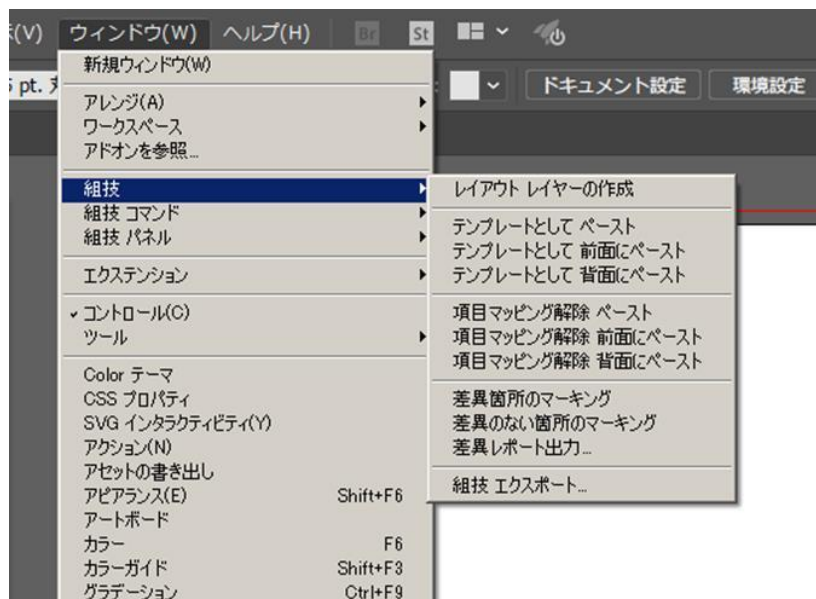 (V) ウィンドウ(W) ヘルプ(H) Br St
pt. ドキュメント設定 環境設定
新規ウィンドウ(W)
アレンジ(A)
ワークスペース
アドオンを参照...
組技
組技 コマンド
組技 パネル
エクステンション
コントロール(C)
ツール
Color テーマ
CSS プロパティ
SVG インタラクティビティ(Y)
アクション(N)
アセットの書き出し
アピアランス(E) Shift+F6
アートボード
カラー F6
カラーガイド Shift+F3
グラデーション Ctrl+F9
レイアウト レイヤーの作成
テンプレートとして ペースト
テンプレートとして 前面にペースト
テンプレートとして 背面にペースト
項目マッピング解除 ペースト
項目マッピング解除 前面にペースト
項目マッピング解除 背面にペースト
差異箇所のマーキング
差異のない箇所のマーキング
差異レポート出力...
組技 エクスポート...